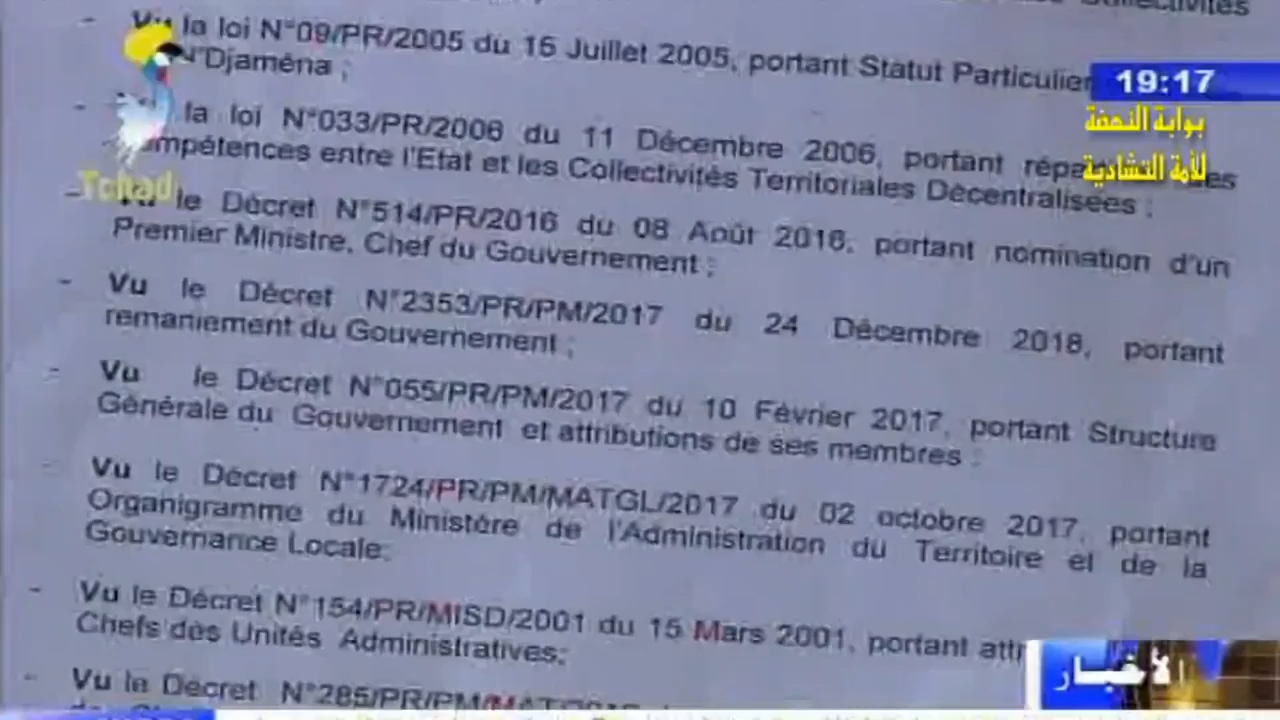 Collectivités
- Vu la loi N°09/PR/2005 du 15 Juillet 2005, portant Statut Particulier
N'Djaména ;
19:17
بوابة النهضة
للأمة التشادية
- la loi N°033/PR/2006 du 11 Décembre 2006, portant des
compétences entre l'Etat et les Collectivités Territoriales Décentralisées ;
Tchad
- Vu le Décret N°514/PR/2016 du 08 Août 2016, portant nomination d'un
Premier Ministre, Chef du Gouvernement ;
- Vu le Décret N°2353/PR/PM/2017 du 24 Décembre 2018, portant
remaniement du Gouvernement ;
- Vu le Décret N°055/PR/PM/2017 du 10 Février 2017, portant Structure
Générale du Gouvernement et attributions de ses membres ;
- Vu le Décret N°1724/PR/PM/MATGL/2017 du 02 octobre 2017, portant
Organigramme du Ministère de l'Administration du Territoire et de la
Gouvernance Locale;
- Vu le Décret N°154/PR/MISD/2001 du 15 Mars 2001, portant attr
Chefs des Unités Administratives;
- Vu le Décret N°285/PR/PM/
الأخبار